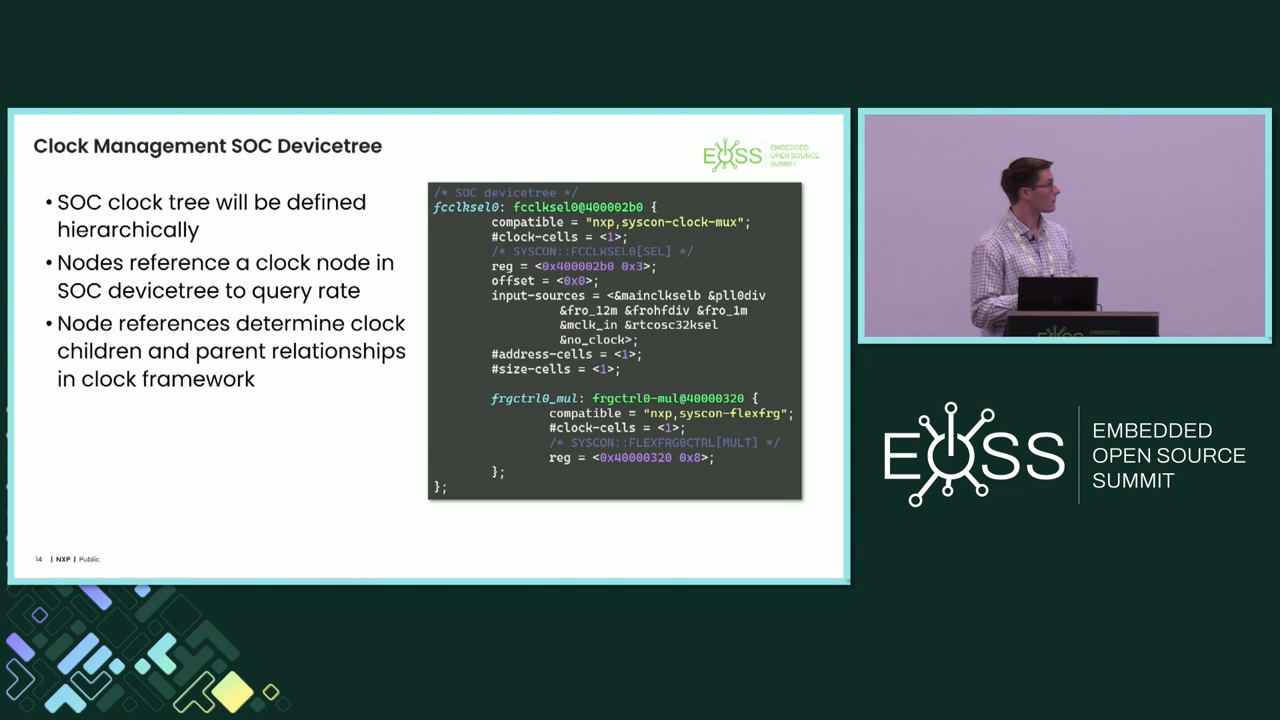 Clock Management SOC Devicetree
EOSS
EMBEDDED
OPEN SOURCE
SUMMIT
• SOC clock tree will be defined
hierarchically
• Nodes reference a clock node in
SOC devicetree to query rate
• Node references determine clock
children and parent relationships
in clock framework
/* SOC devicetree */
fcclksel0: fcclksel0@400002b0 {
compatible = "nxp,syscon-clock-mux";
#clock-cells = <1>;
/* SYSCON::FCCLKSEL0[SEL] */
reg = <0x400002b0 0x3>;
offset = <0x0>;
input-sources = <&mainclkselb &pll0div
&fro_12m &frohfdiv &fro_1m
&mclk_in &rtcosc32ksel
&no_clock>;
#address-cells = <1>;
#size-cells = <1>;
frgctrl0_mul: frgctrl0-mul@40000320 {
compatible = "nxp,syscon-flexfrg";
#clock-cells = <1>;
/* SYSCON::FLEXFRG0CTRL[MULT] */
reg = <0x40000320 0x8>;
};
};
14 | NXP | Public
EOSS
EMBEDDED
OPEN SOURCE
SUMMIT